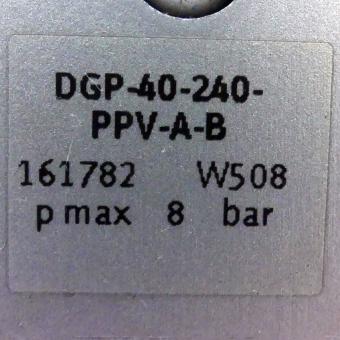 DGP-40-240-
PPV-A-B
161782 W508
p max 8 bar